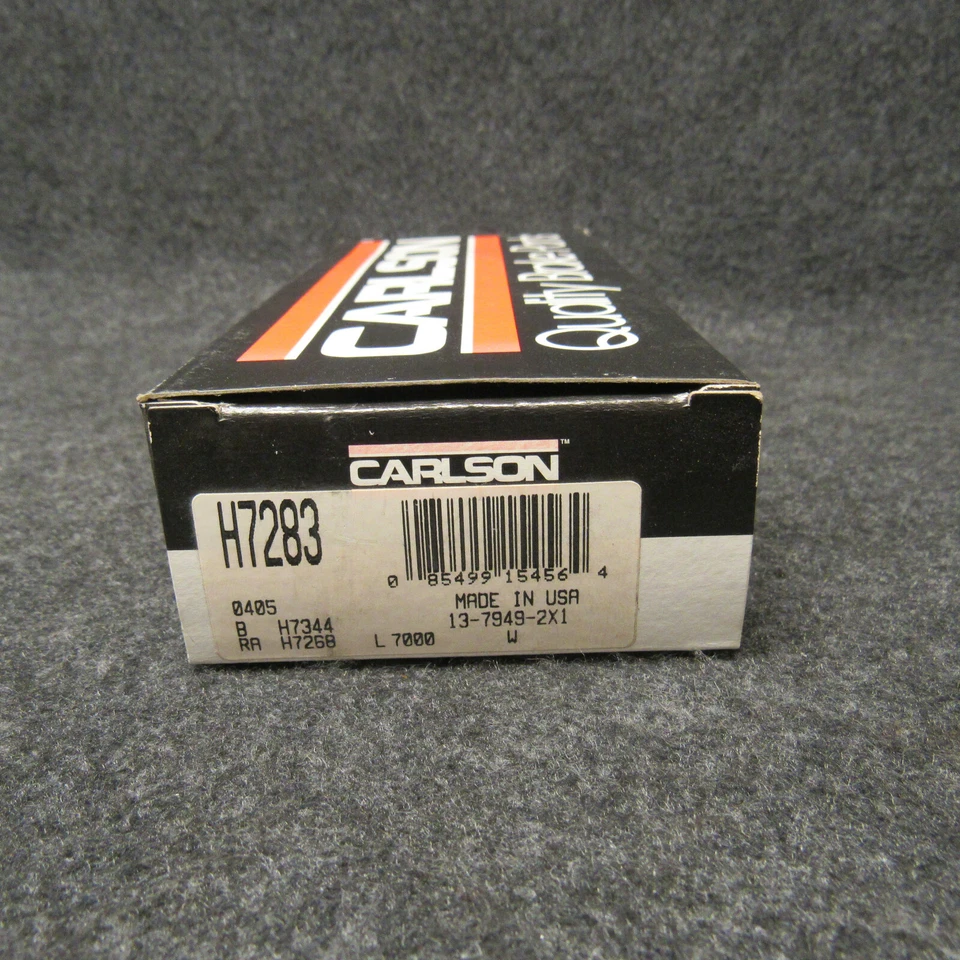 CARLSON
Quality Brake Parts
CARLSON™
H7283
0 85499 15456 4
MADE IN USA
13-7949-2X1
W
0405
B H7344
RA H7268 L 7000